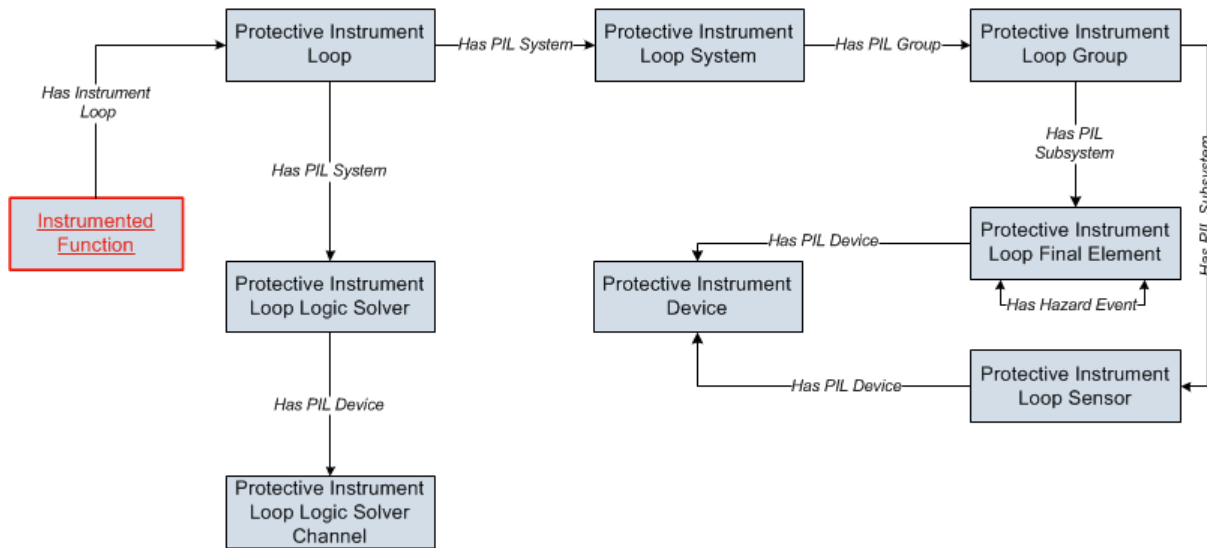 Protective Instrument
Loop
Has PIL System
Protective Instrument
Loop System
Has PIL Group
Protective Instrument
Loop Group
Has Instrument
Loop
Has PIL
Subsystem
Has PIL Subsystem
Has PIL System
Instrumented
Function
Protective Instrument
Loop Final Element
Has PIL Device
Has Hazard Event
Protective Instrument
Loop Logic Solver
Protective Instrument
Device
Has PIL Device
Protective Instrument
Loop Sensor
Has PIL Device
Protective Instrument
Loop Logic Solver
Channel